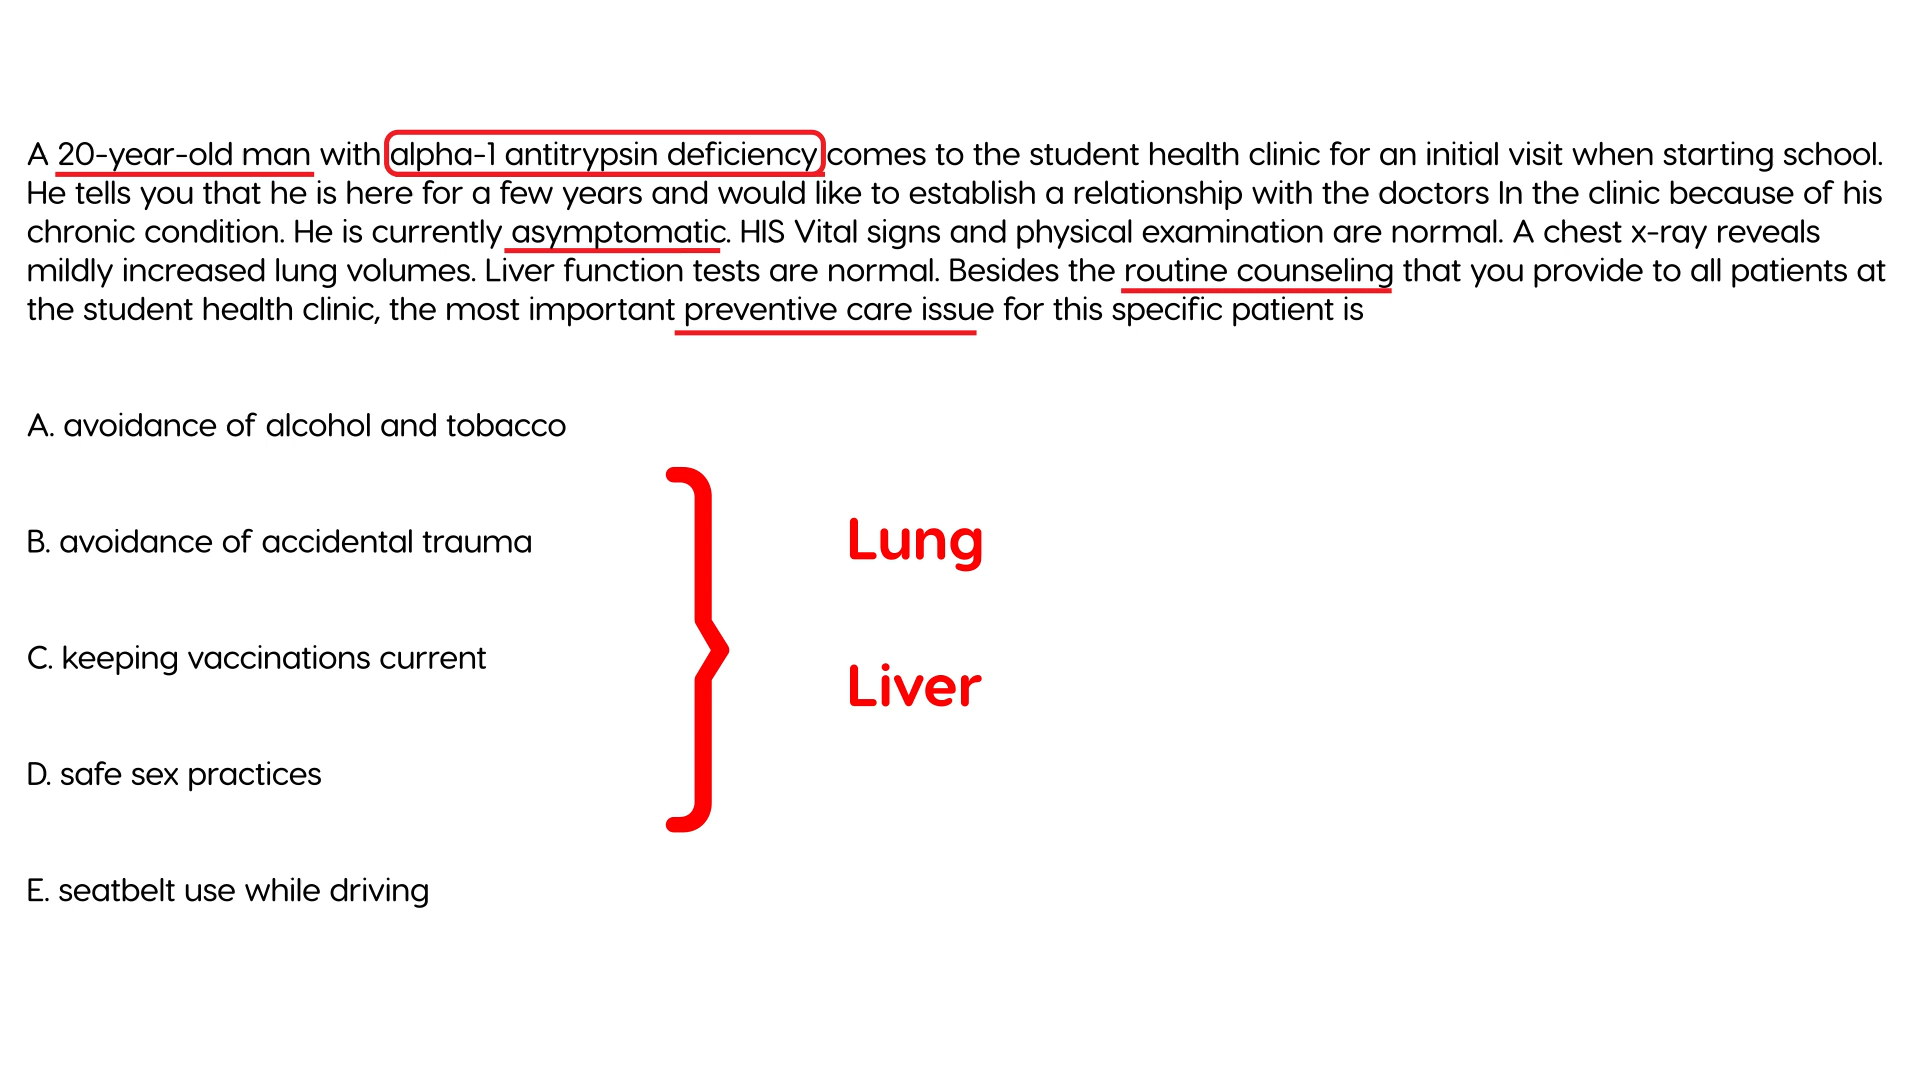 A 20-year-old man with alpha-1 antitrypsin deficiency comes to the student health clinic for an initial visit when starting school.
He tells you that he is here for a few years and would like to establish a relationship with the doctors In the clinic because of his
chronic condition. He is currently asymptomatic. HIS Vital signs and physical examination are normal. A chest x-ray reveals
mildly increased lung volumes. Liver function tests are normal. Besides the routine counseling that you provide to all patients at
the student health clinic, the most important preventive care issue for this specific patient is
A. avoidance of alcohol and tobacco
B. avoidance of accidental trauma
Lung
C. keeping vaccinations current
Liver
D. safe sex practices
E. seatbelt use while driving